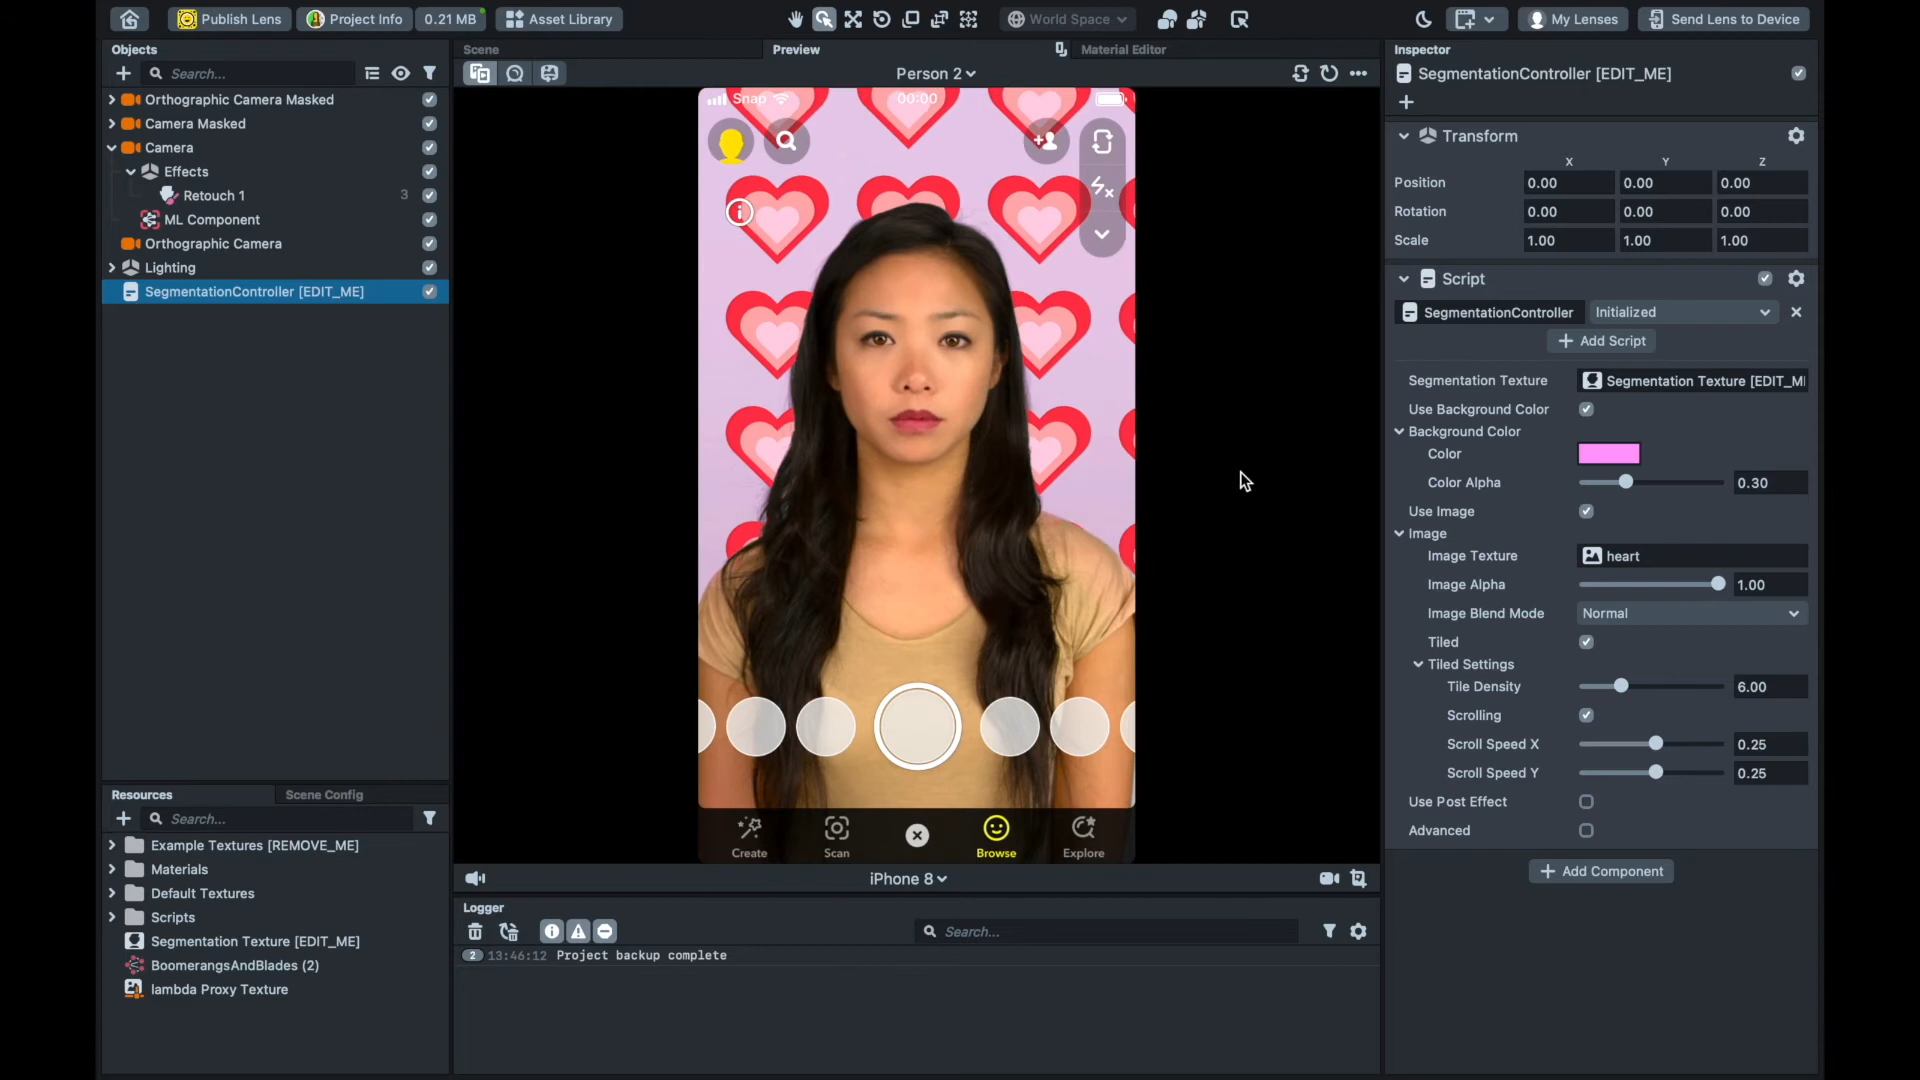 Publish Lens
Project Info
0.21 MB
Asset Library
World Space
My Lenses
Send Lens to Device
Objects
Search...
Orthographic Camera Masked
Camera Masked
Camera
Effects
Retouch 1
3
ML Component
Orthographic Camera
Lighting
SegmentationController [EDIT_ME]
Resources
Scene Config
Search...
Example Textures [REMOVE_ME]
Materials
Default Textures
Scripts
Segmentation Texture [EDIT_ME]
BoomerangsAndBlades (2)
lambda Proxy Texture
Scene
Preview
Material Editor
Person 2
Snap
00:00
Create
Scan
Browse
Explore
iPhone 8
Logger
Search...
2 13:46:12 Project backup complete
Inspector
SegmentationController [EDIT_ME]
Transform
X Y Z
Position 0.00 0.00 0.00
Rotation 0.00 0.00 0.00
Scale 1.00 1.00 1.00
Script
SegmentationController Initialized
Add Script
Segmentation Texture Segmentation Texture [EDIT_M
Use Background Color
Background Color
Color
Color Alpha 0.30
Use Image
Image
Image Texture heart
Image Alpha 1.00
Image Blend Mode Normal
Tiled
Tiled Settings
Tile Density 6.00
Scrolling
Scroll Speed X 0.25
Scroll Speed Y 0.25
Use Post Effect
Advanced
Add Component